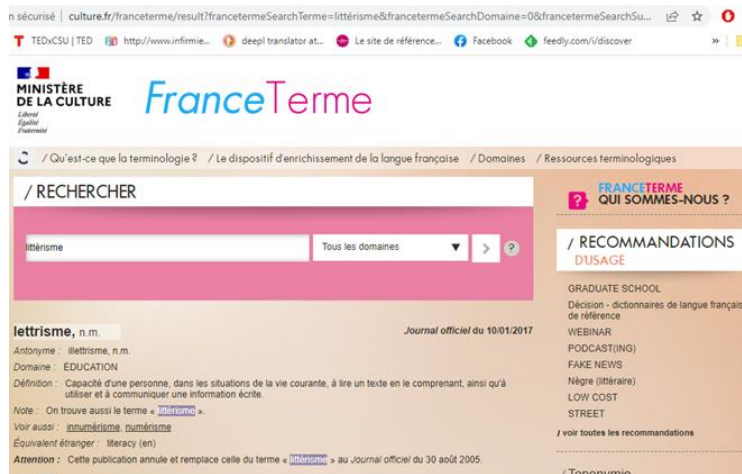 n sécurisé | culture.fr/franceterme/result?francetermeSearchTerme=littérisme&francetermeSearchDomaine=0&francetermeSearchSu...
TEDxCSU | TED http://www.infirmie... deepl translator at... Le site de référence... Facebook feedly.com/i/discover »
MINISTÈRE
DE LA CULTURE
Liberté
Égalité
Fraternité
FranceTerme
/ Qu'est-ce que la terminologie ? / Le dispositif d'enrichissement de la langue française / Domaines / Ressources terminologiques
/ RECHERCHER
littérisme Tous les domaines
lettrisme, n.m. Journal officiel du 10/01/2017
Antonyme : illettrisme, n.m.
Domaine : ÉDUCATION
Définition : Capacité d'une personne, dans les situations de la vie courante, à lire un texte en le comprenant, ainsi qu'à
utiliser et à communiquer une information écrite.
Note : On trouve aussi le terme « littérisme ».
Voir aussi : innumérisme, numérisme
Équivalent étranger : literacy (en)
Attention : Cette publication annule et remplace celle du terme « littérisme » au Journal officiel du 30 août 2005.
FRANCETERME
QUI SOMMES-NOUS ?
/ RECOMMANDATIONS
D'USAGE
GRADUATE SCHOOL
Décision - dictionnaires de langue français
de référence
WEBINAR
PODCAST(ING)
FAKE NEWS
Nègre (littéraire)
LOW COST
STREET
/ voir toutes les recommandations
/ Toponymie